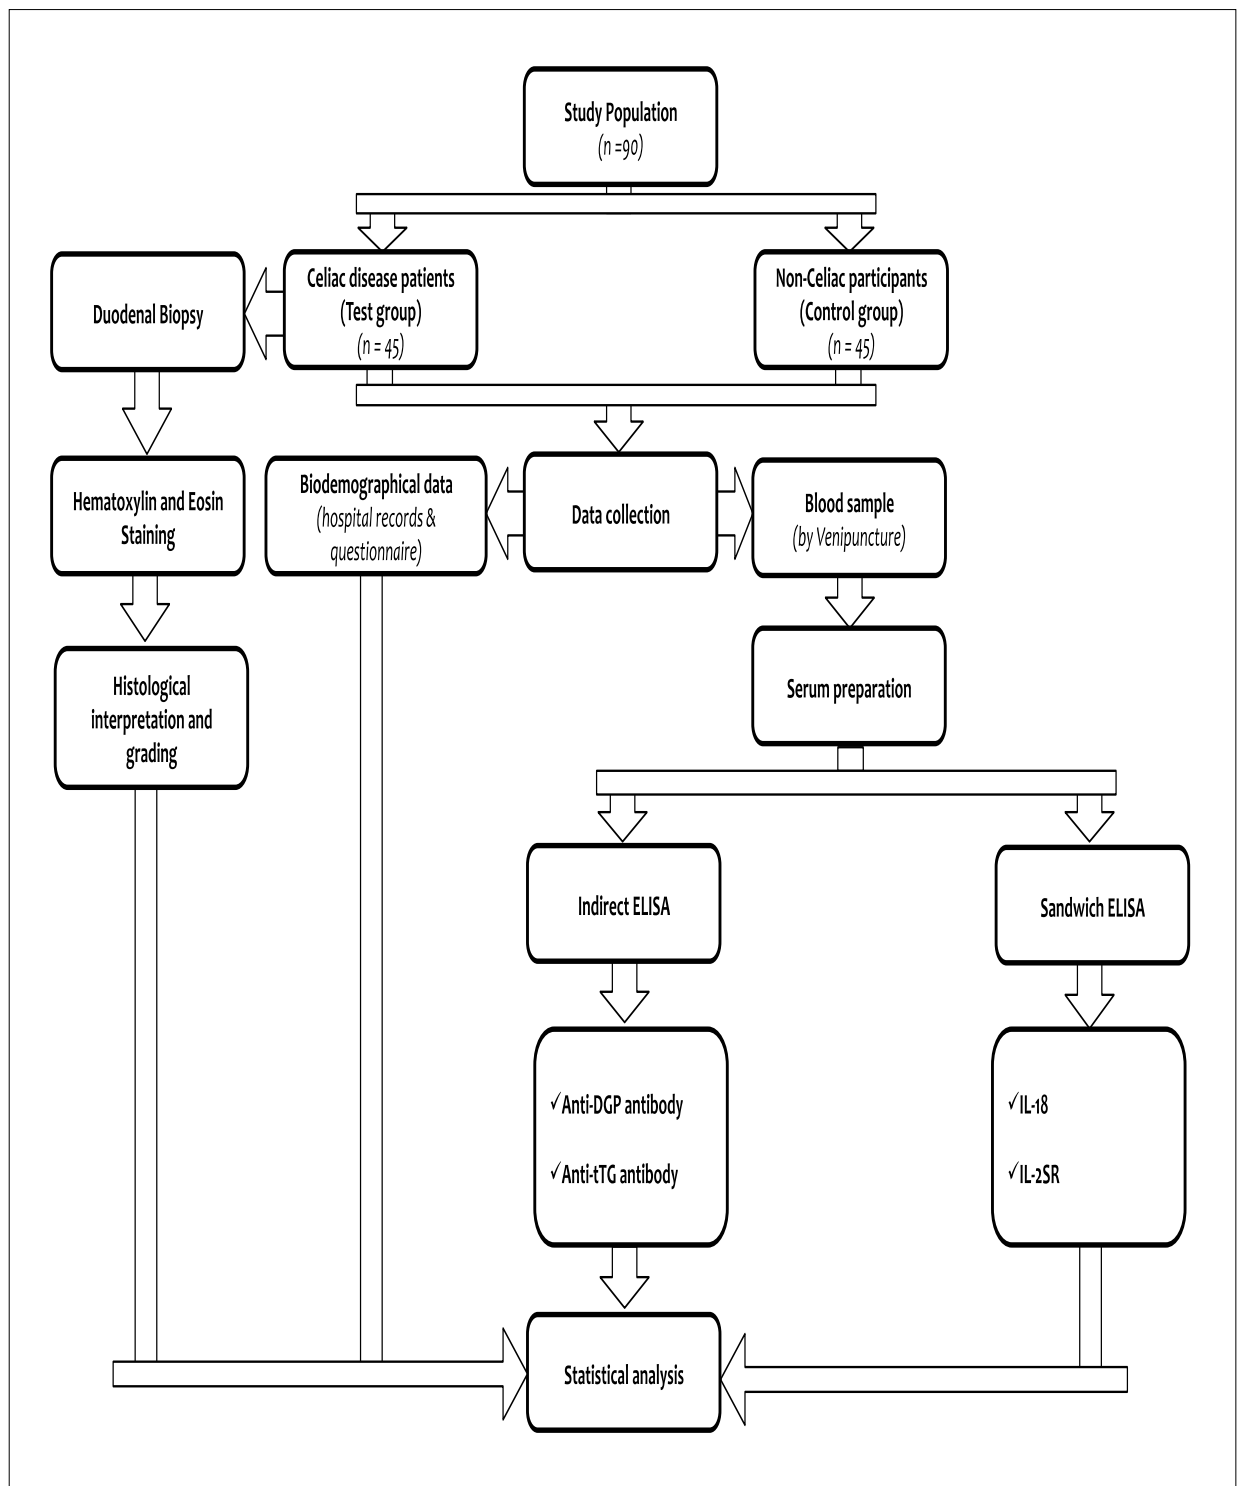 Study Population
(n =90)
Celiac disease patients
(Test group)
(n = 45)
Non-Celiac participants
(Control group)
(n = 45)
Duodenal Biopsy
Hematoxylin and Eosin
Staining
Biodemographical data
(hospital records &
questionnaire)
Data collection
Blood sample
(by Venipuncture)
Histological
interpretation and
grading
Serum preparation
Indirect ELISA
Sandwich ELISA
✓Anti-DGP antibody
✓Anti-tTG antibody
✓IL-18
✓IL-2SR
Statistical analysis